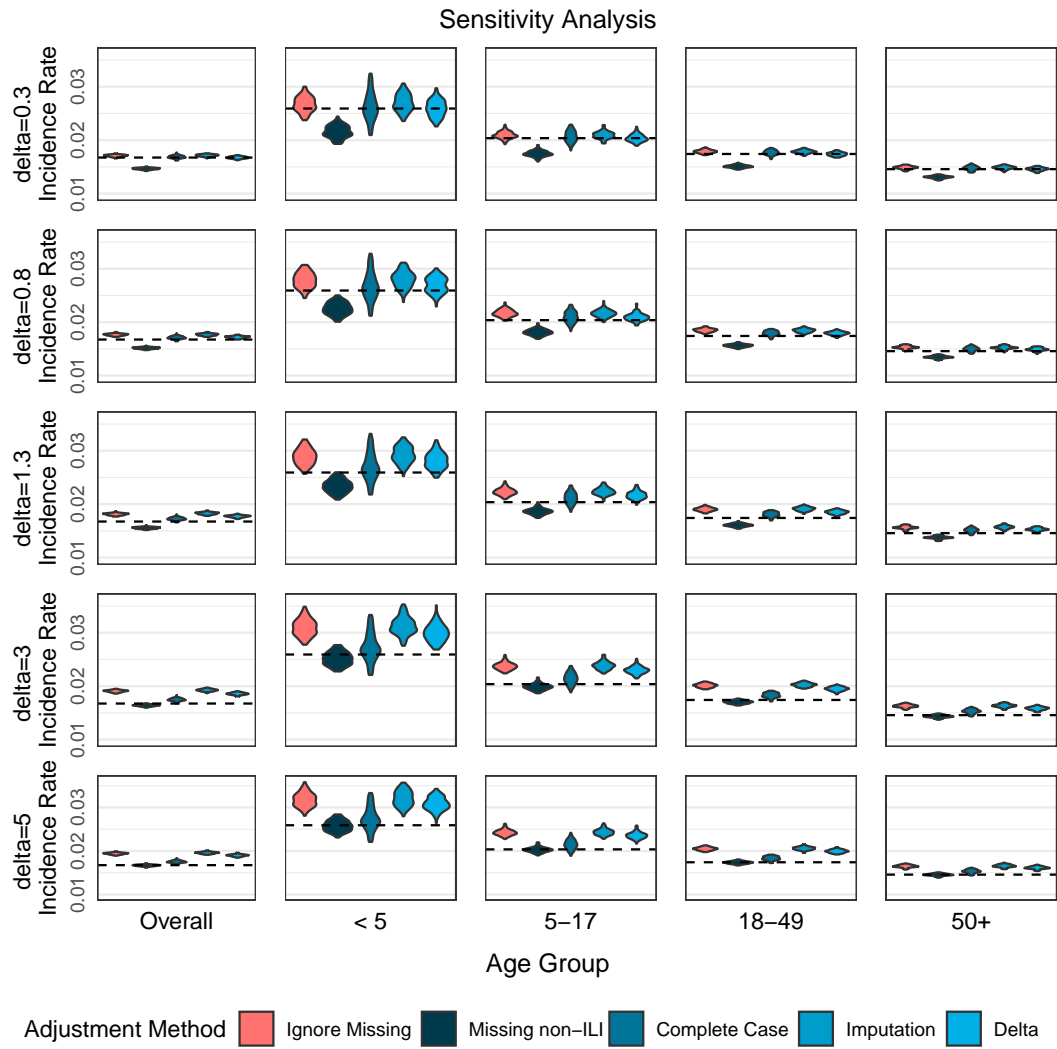 Sensitivity Analysis
delta=0.3
Incidence Rate
0.03
0.02
0.01
delta=0.8
Incidence Rate
0.03
0.02
0.01
delta=1.3
Incidence Rate
0.03
0.02
0.01
delta=3
Incidence Rate
0.03
0.02
0.01
delta=5
Incidence Rate
0.03
0.02
0.01
Overall
< 5
5−17
18−49
50+
Age Group
Adjustment Method
Ignore Missing
Missing non−ILI
Complete Case
Imputation
Delta